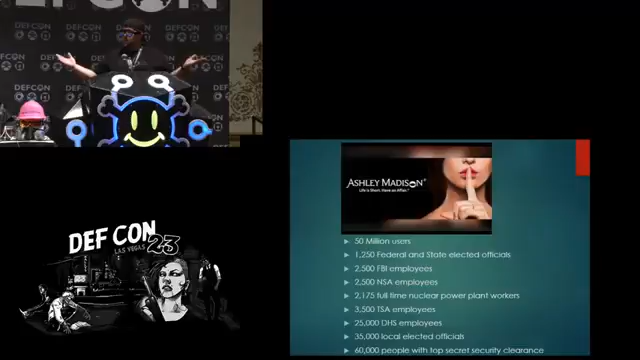 DEFCON
DEFCON
DEFCON
DEF CON
LAS VEGAS 23
ASHLEY MADISON®
Life is Short. Have an Affair.®
50 Million users
1,250 Federal and State elected officials
2,500 FBI employees
2,500 NSA employees
2,175 full time nuclear power plant workers
3,500 TSA employees
25,000 DHS employees
35,000 local elected officials
60,000 people with top secret security clearance